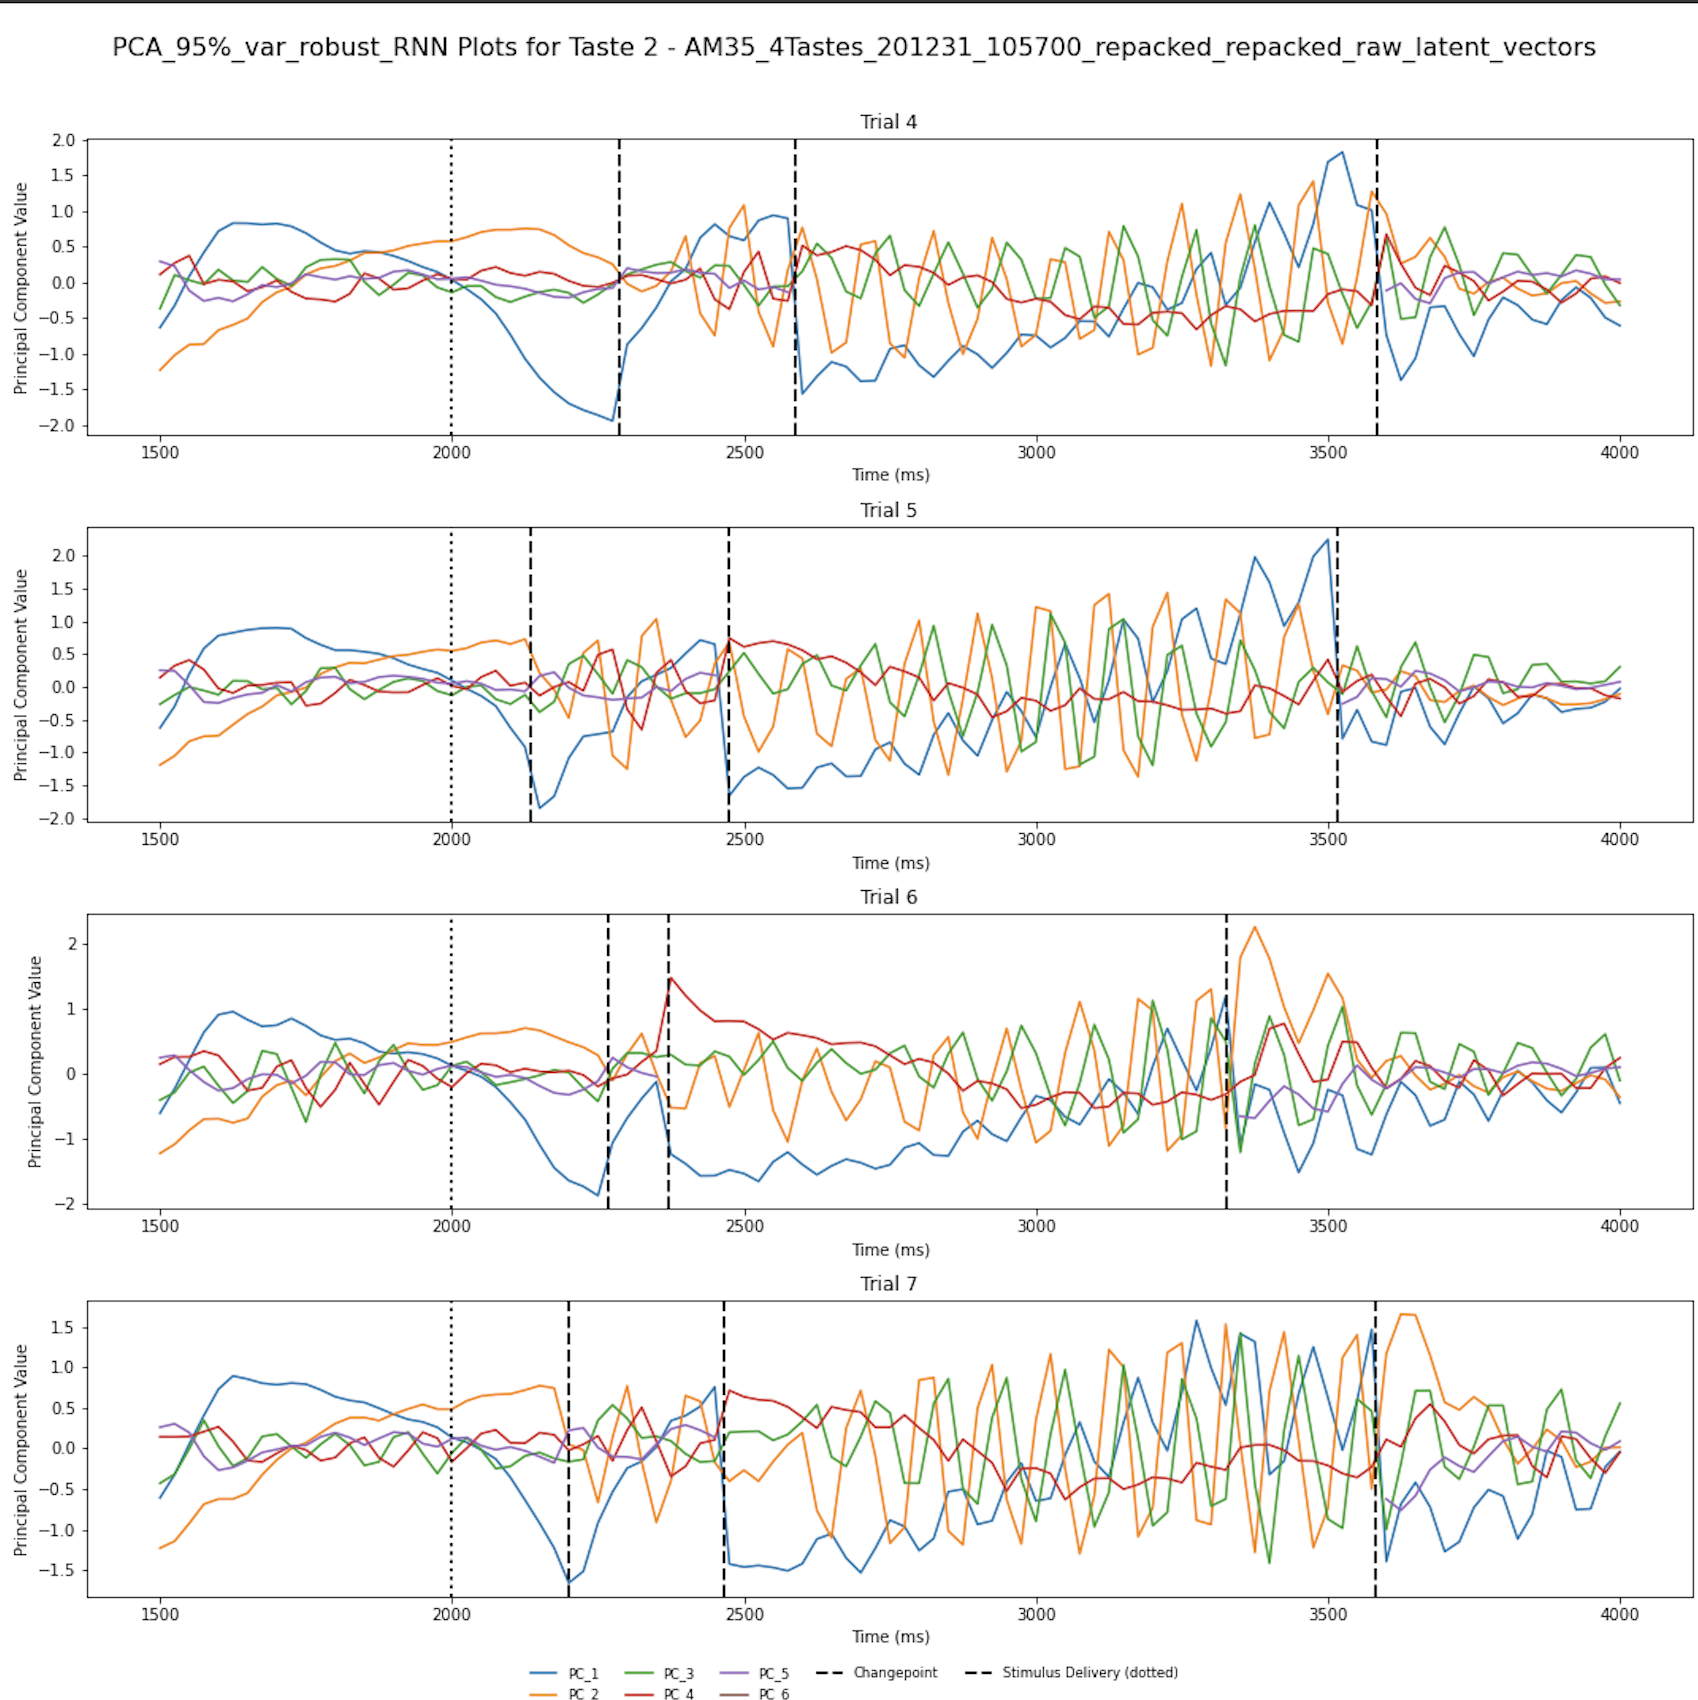 PCA_95%_var_robust_RNN Plots for Taste 2 - AM35_4Tastes_201231_105700_repacked_repacked_raw_latent_vectors
Trial 4
Principal Component Value
2.0
1.5
1.0
0.5
0.0
−0.5
−1.0
−1.5
−2.0
1500 2000 2500 3000 3500 4000
Time (ms)
Trial 5
Principal Component Value
2.0
1.5
1.0
0.5
0.0
−0.5
−1.0
−1.5
−2.0
1500 2000 2500 3000 3500 4000
Time (ms)
Trial 6
Principal Component Value
2
1
0
−1
−2
1500 2000 2500 3000 3500 4000
Time (ms)
Trial 7
Principal Component Value
1.5
1.0
0.5
0.0
−0.5
−1.0
−1.5
1500 2000 2500 3000 3500 4000
Time (ms)
PC_1 PC_3 PC_5 Changepoint Stimulus Delivery (dotted)
PC_2 PC_4 PC_6